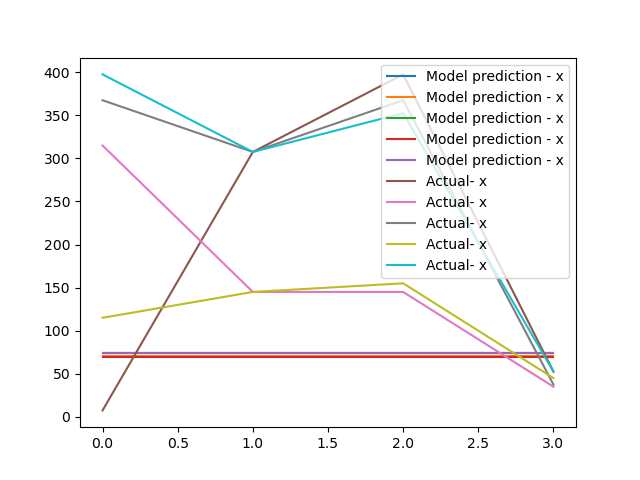 400
350
300
250
200
150
100
50
0
0.0 0.5 1.0 1.5 2.0 2.5 3.0
Model prediction - x
Model prediction - x
Model prediction - x
Model prediction - x
Model prediction - x
Actual- x
Actual- x
Actual- x
Actual- x
Actual- x